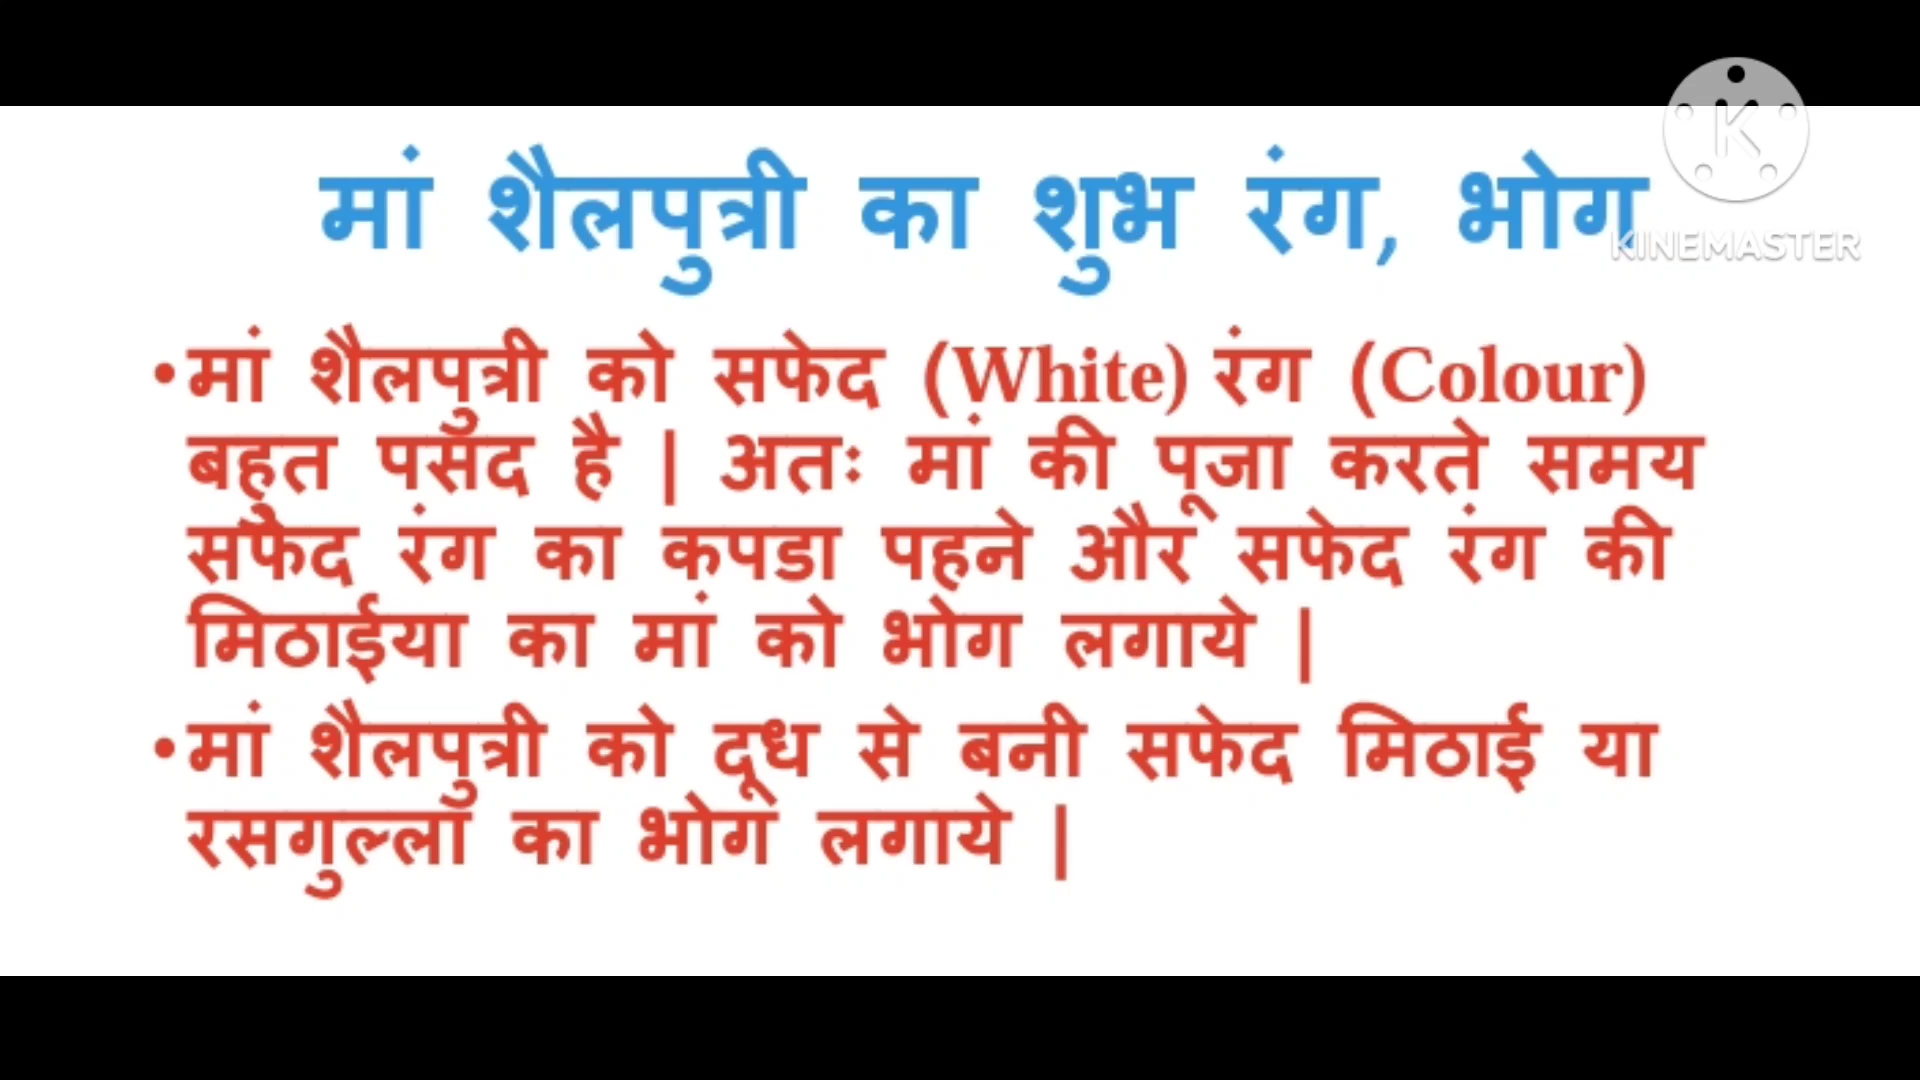 मां शैलपुत्री का शुभ रंग, भोग
•मां शैलपुत्री को सफेद (White) रंग (Colour)
बहुत पसंद है | अतः मां की पूजा करते समय
सफेद रंग का कपडा पहने और सफेद रंग की
मिठाईया का मां को भोग लगाये |
•मां शैलपुत्री को दूध से बनी सफेद मिठाई या
रसगुल्ला का भोग लगाये |
K
KINEMASTER